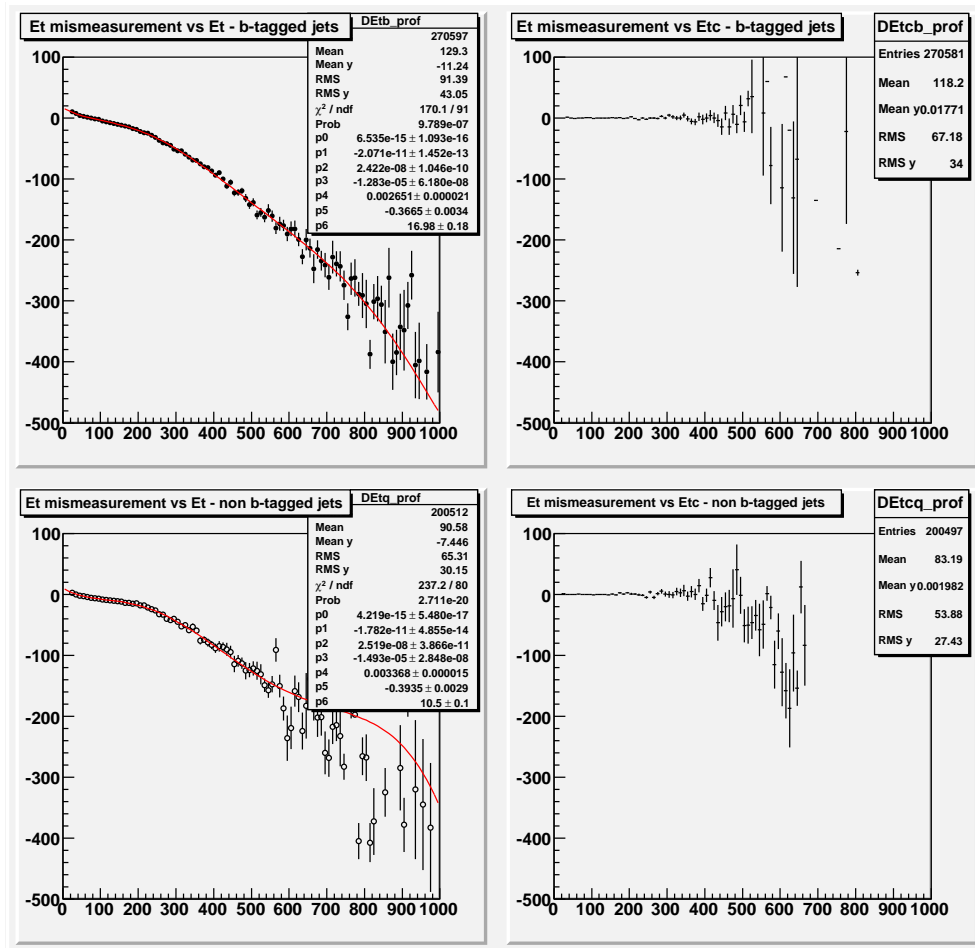 Et mismeasurement vs Et - b-tagged jets
DEtb_prof
270597
Mean 129.3
Mean y -11.24
RMS 91.39
RMS y 43.05
χ² / ndf 170.1 / 91
Prob 9.789e-07
p0 6.535e-15 ± 1.093e-16
p1 -2.071e-11 ± 1.452e-13
p2 2.422e-08 ± 1.046e-10
p3 -1.283e-05 ± 6.180e-08
p4 0.002651 ± 0.000021
p5 -0.3665 ± 0.0034
p6 16.98 ± 0.18
100
0
-100
-200
-300
-400
-500
0 100 200 300 400 500 600 700 800 900 1000
Et mismeasurement vs Etc - b-tagged jets
DEtcb_prof
Entries 270581
Mean 118.2
Mean y 0.01771
RMS 67.18
RMS y 34
100
0
-100
-200
-300
-400
-500
0 100 200 300 400 500 600 700 800 900 1000
Et mismeasurement vs Et - non b-tagged jets
DEtq_prof
200512
Mean 90.58
Mean y -7.446
RMS 65.31
RMS y 30.15
χ² / ndf 237.2 / 80
Prob 2.711e-20
p0 4.219e-15 ± 5.480e-17
p1 -1.782e-11 ± 4.855e-14
p2 2.519e-08 ± 3.866e-11
p3 -1.493e-05 ± 2.848e-08
p4 0.003368 ± 0.000015
p5 -0.3935 ± 0.0029
p6 10.5 ± 0.1
100
0
-100
-200
-300
-400
-500
0 100 200 300 400 500 600 700 800 900 1000
Et mismeasurement vs Etc - non b-tagged jets
DEtcq_prof
Entries 200497
Mean 83.19
Mean y 0.001982
RMS 53.88
RMS y 27.43
100
0
-100
-200
-300
-400
-500
0 100 200 300 400 500 600 700 800 900 1000